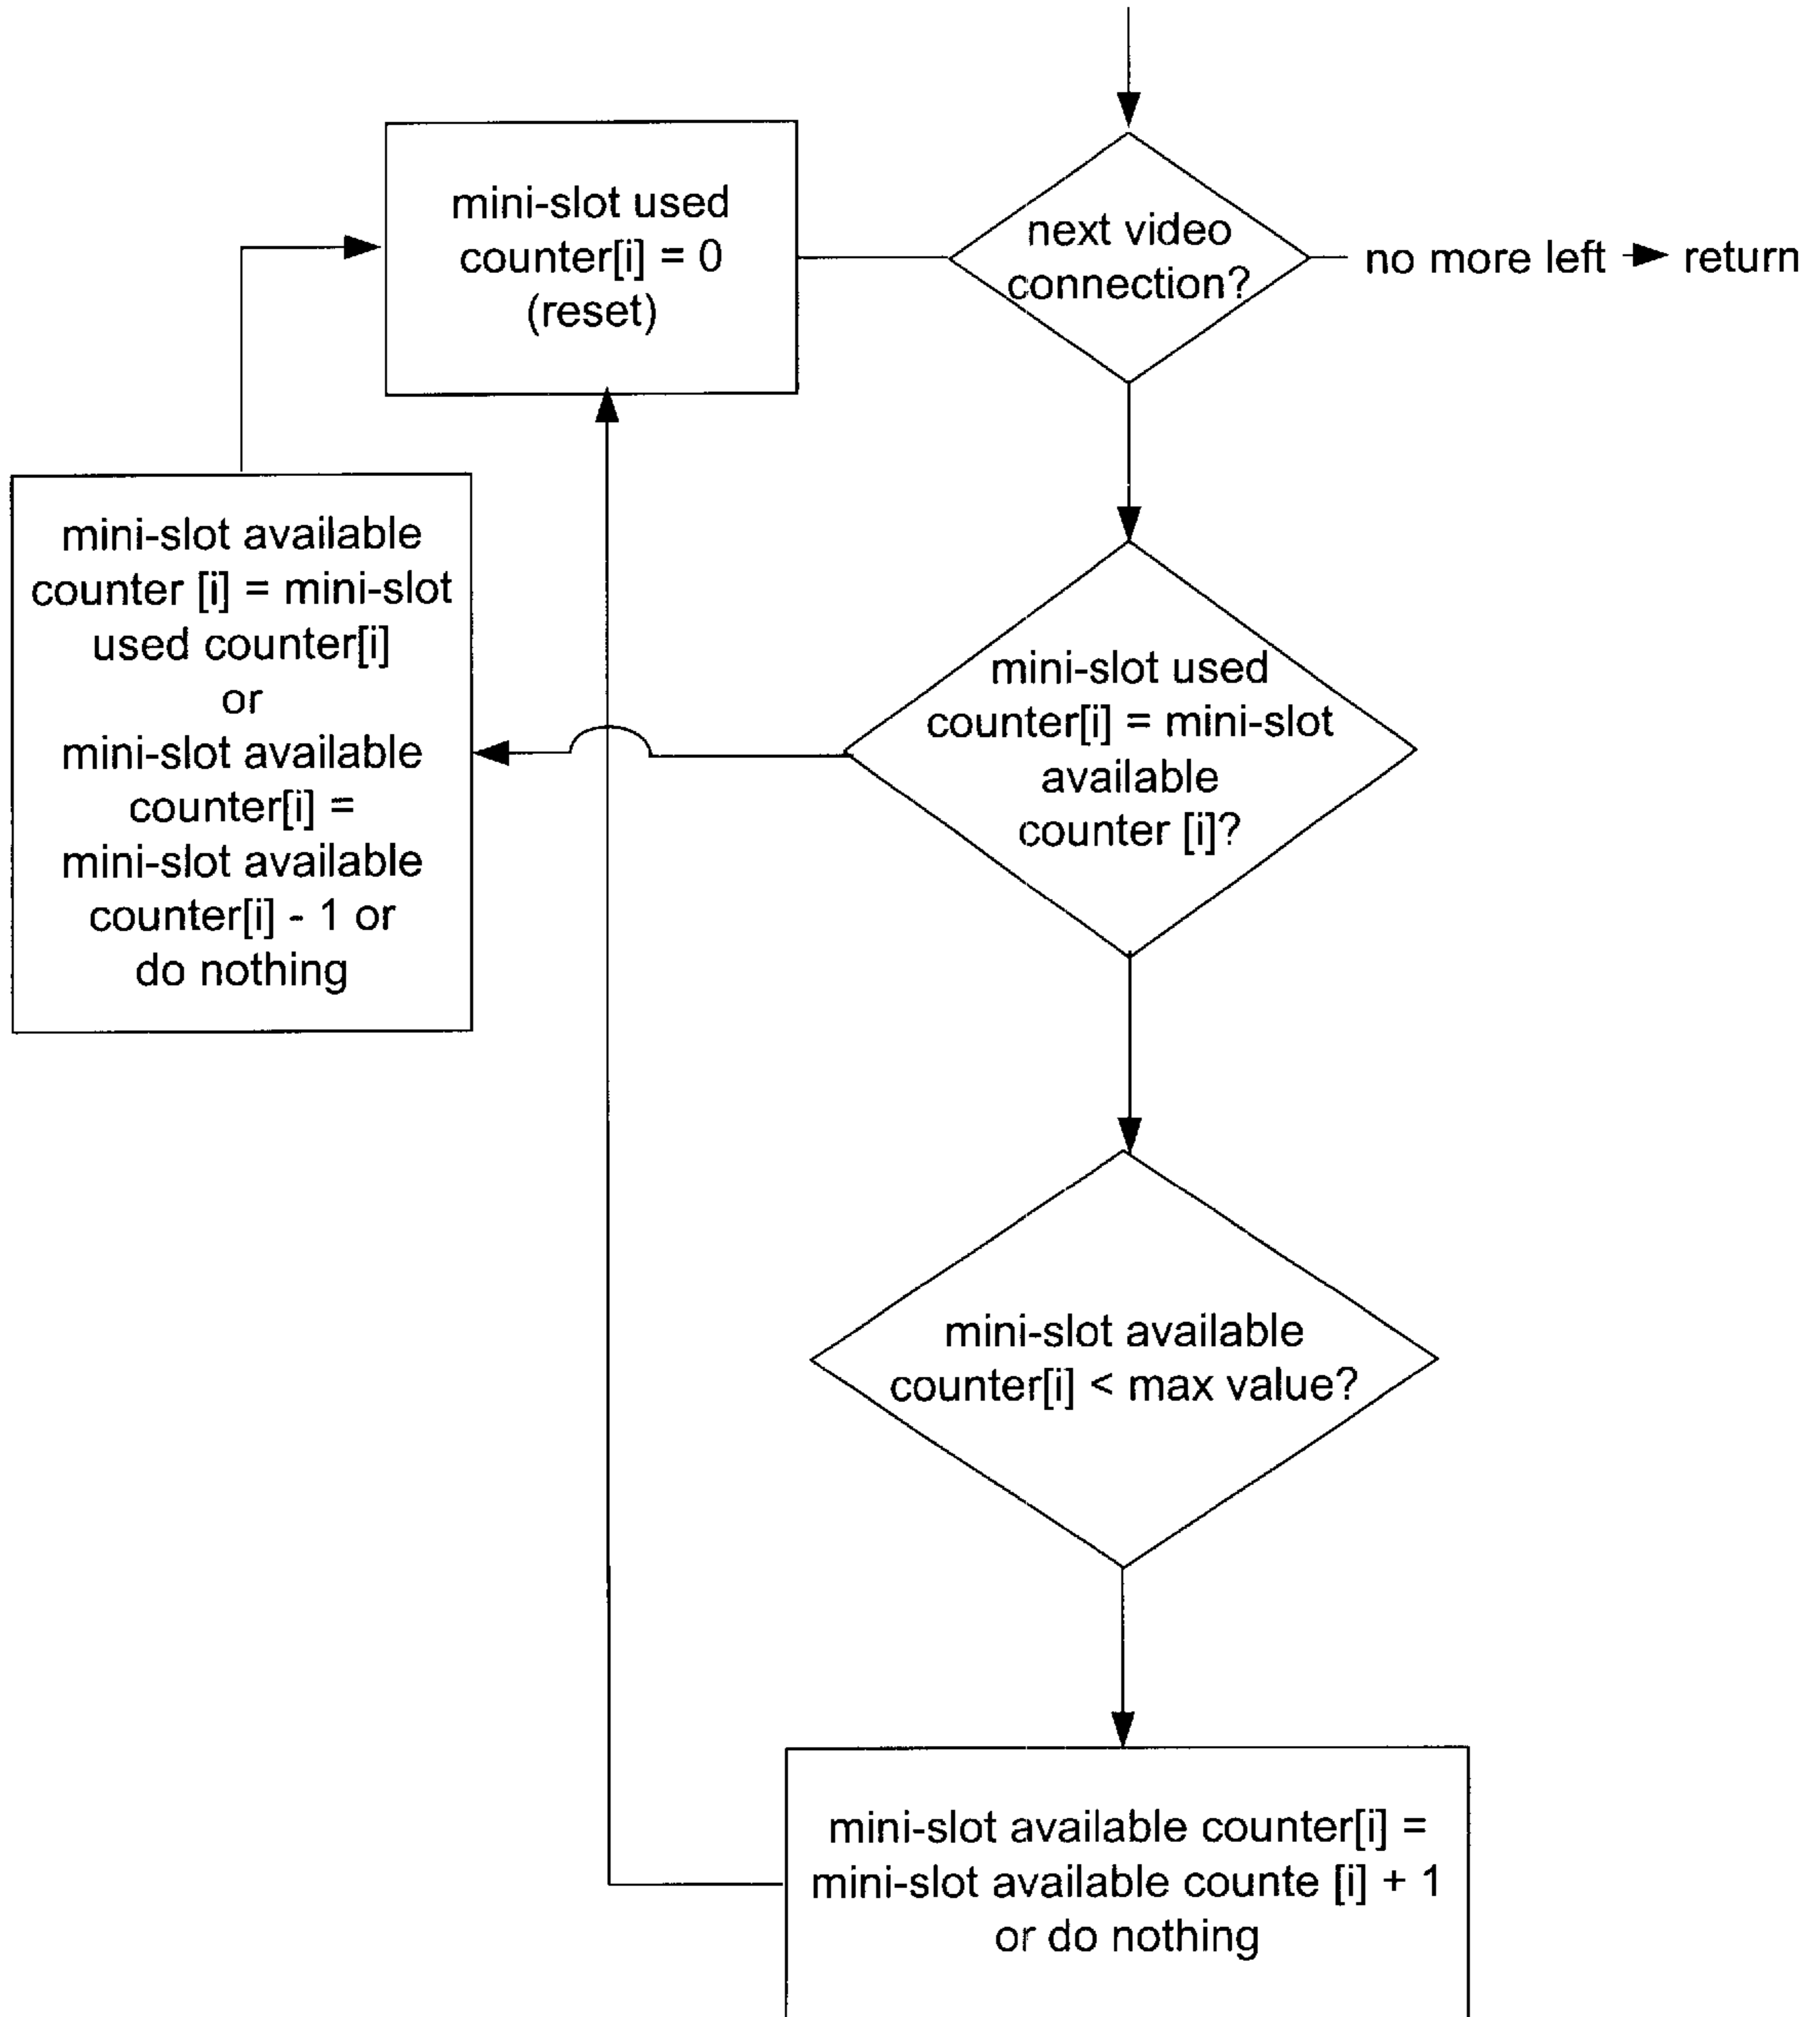 mini-slot used
counter[i] = 0
(reset)
next video
connection?
no more left
return
mini-slot available
counter [i] = mini-slot
used counter[i]
or
mini-slot available
counter[i] =
mini-slot available
counter[i] - 1 or
do nothing
mini-slot used
counter[i] = mini-slot
available
counter [i]?
mini-slot available
counter[i] < max value?
mini-slot available counter[i] =
mini-slot available counte [i] + 1
or do nothing